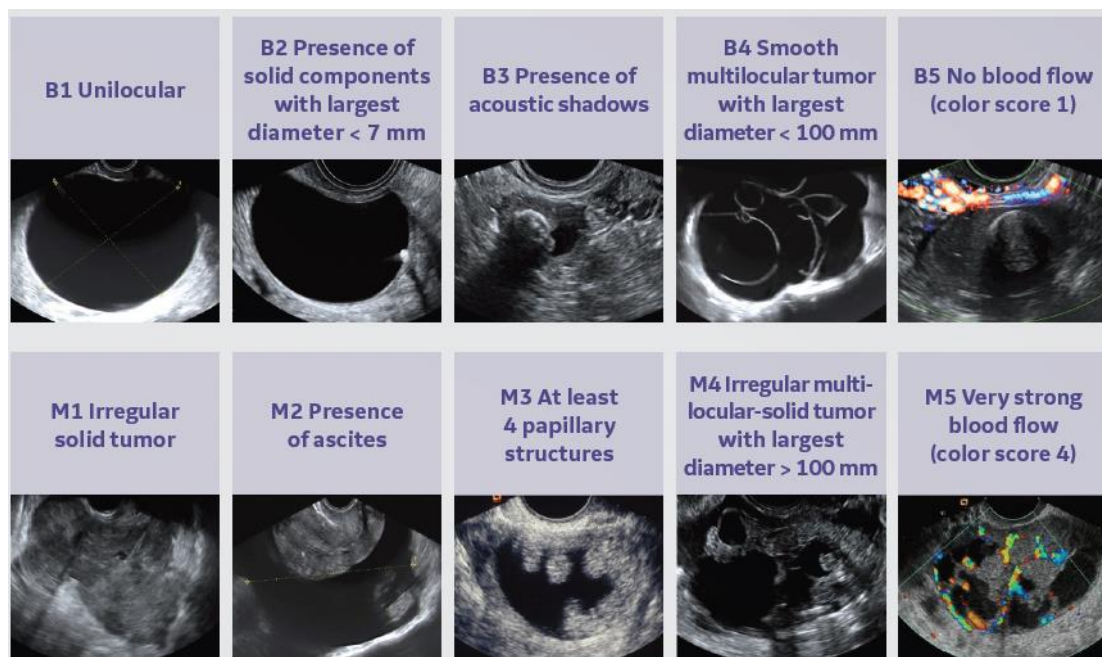 B1 Unilocular
B2 Presence of
solid components
with largest
diameter < 7 mm
B3 Presence of
acoustic shadows
B4 Smooth
multilocular tumor
with largest
diameter < 100 mm
B5 No blood flow
(color score 1)
M1 Irregular
solid tumor
M2 Presence
of ascites
M3 At least
4 papillary
structures
M4 Irregular multi-
locular-solid tumor
with largest
diameter > 100 mm
M5 Very strong
blood flow
(color score 4)